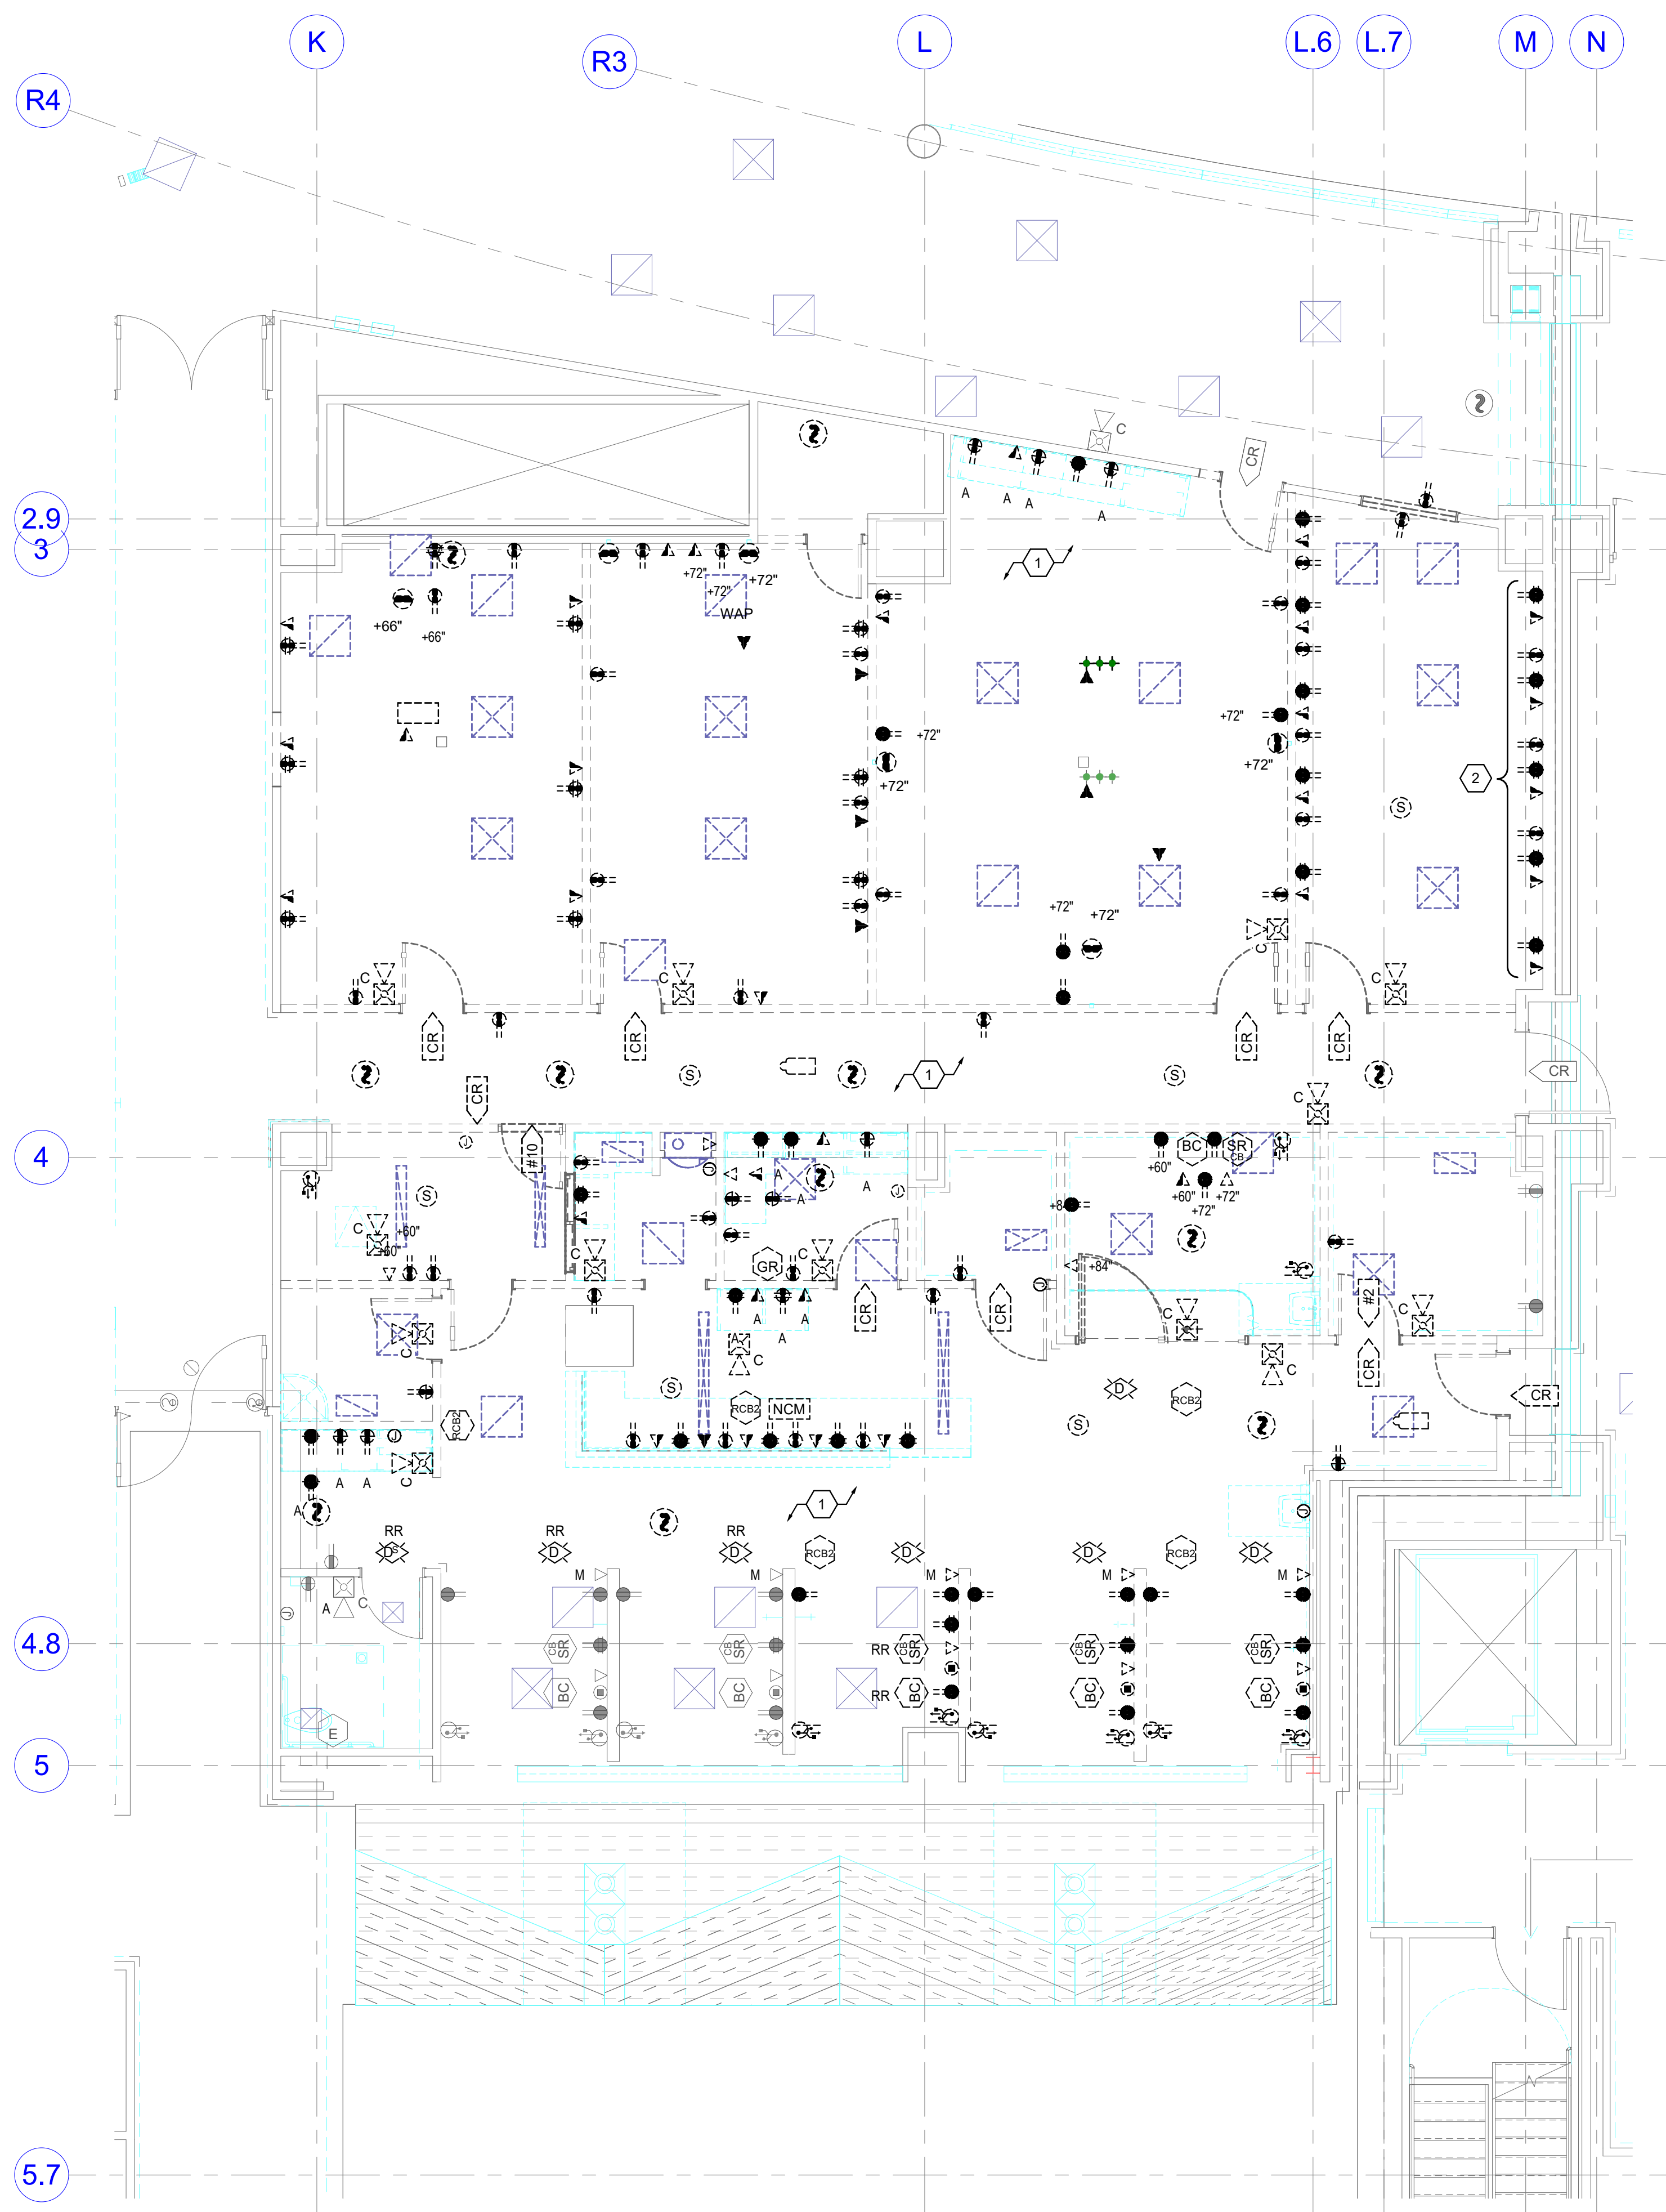 K
R3
L
L.6
L.7
M
N
R4
C
CR
A
A
A
A
2.9
3
1
+72"
+72"
+72"
+66"
+66"
WAP
+72"
+72"
+72"
+72"
2
S
+72"
+72"
C
C
C
C
CR
CR
CR
CR
S
1
S
CR
CR
C
4
J
#10
C
J
A
A
A
J
BC
SR
CB
+60"
+60"
+72"
+72"
S
+84"
C
+60"
+60"
C
GR
C
+84"
J
A
A
A
A
CR
CR
#2
C
C
C
C
C
CR
CR
S
RCB2
NCM
D
RCB2
RCB2
S
J
A
A
C
A
1
J
RR
RR
RR
D
S
D
D
RCB2
D
D
RCB2
D
M
M
M
M
J
A
C
4.8
CB
SR
CB
SR
RR
CB
SR
CB
SR
CB
SR
BC
BC
RR
BC
BC
BC
E
5
5.7